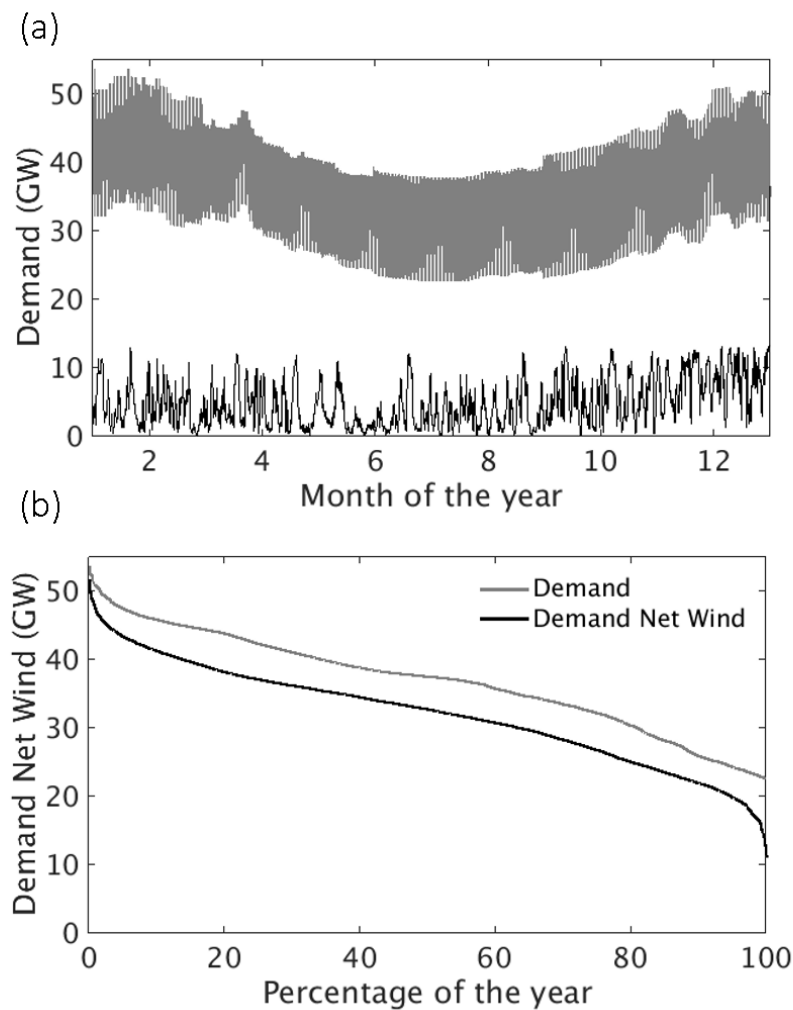 (a)
Demand (GW)
50
40
30
20
10
0
2 4 6 8 10 12
Month of the year
(b)
Demand Net Wind (GW)
50
40
30
20
10
0
Demand
Demand Net Wind
0 20 40 60 80 100
Percentage of the year